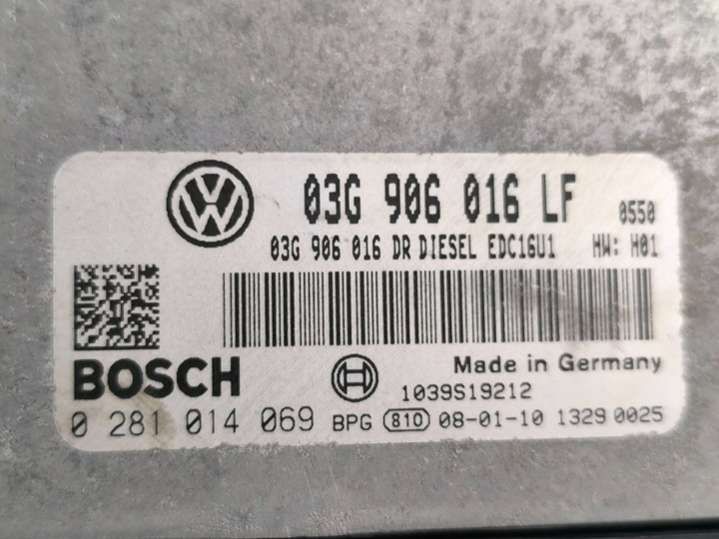 03G 906 016 LF 0550
03G 906 016 DR DIESEL EDC16U1 HW: H01
BOSCH
Made in Germany
1039S19212
0 281 014 069 BPG 810 08-01-10 1329 0025